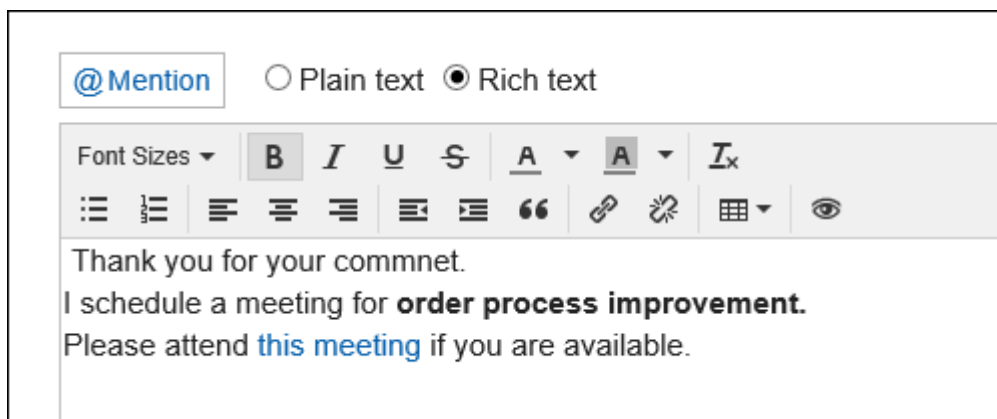 @Mention Plain text Rich text
Font Sizes B I U S A A Ix
Thank you for your commnet.
I schedule a meeting for order process improvement.
Please attend this meeting if you are available.